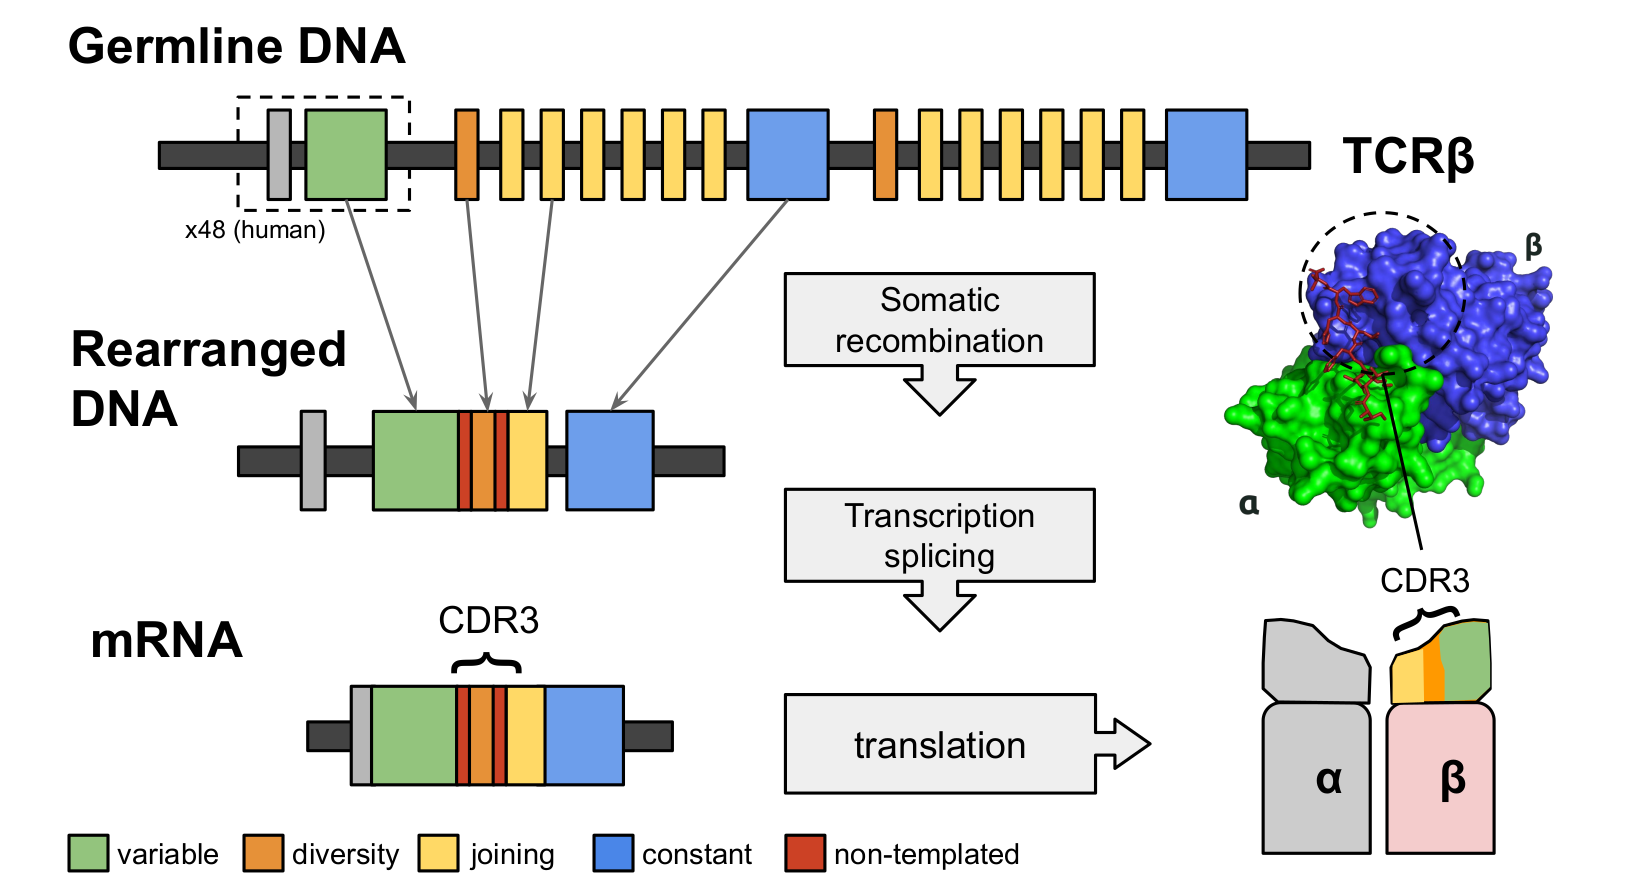 Germline DNA
x48 (human)
TCRβ
β
Somatic
recombination
Rearranged
DNA
α
Transcription
splicing
CDR3
CDR3
mRNA
translation
α
β
variable
diversity
joining
constant
non-templated